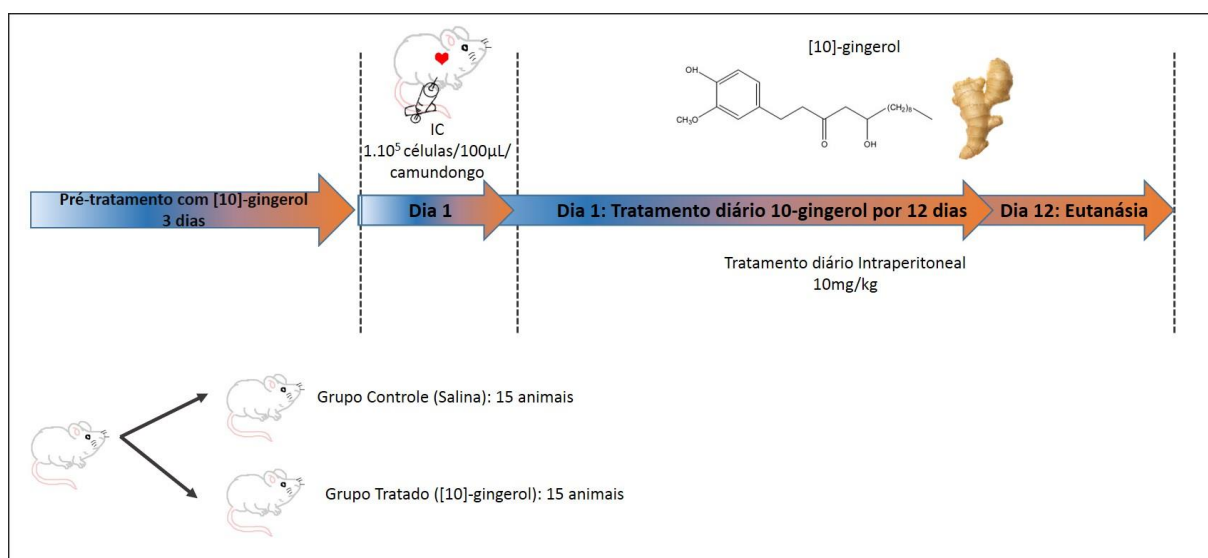 [10]-gingerol
OH
CH₃O
O
OH
(CH₂)₈
IC
1.10⁵ células/100µL/
camundongo
Pré-tratamento com [10]-gingerol
3 dias
Dia 1
Dia 1: Tratamento diário 10-gingerol por 12 dias
Dia 12: Eutanásia
Tratamento diário Intraperitoneal
10mg/kg
Grupo Controle (Salina): 15 animais
Grupo Tratado ([10]-gingerol): 15 animais